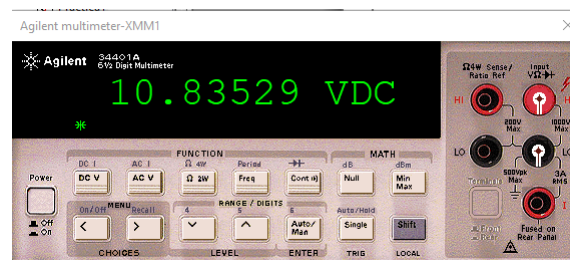 Agilent multimeter-XMM1
Agilent 34401A
6½ Digit Multimeter
10.83529 VDC
Ω4W Sense/
Ratio Ref
Input
VΩ
HI
200V
Max
1000V
Max
LO
LO
500Vpk
Max
3A
RMS
Terminals
I
Fused on
Rear Panel
FUNCTION
MATH
DC I
AC I
Ω 4W
Period
dB
dBm
Power
DC V
AC V
Ω 2W
Freq
Cont
Null
Min
Max
On/Off
MENU
Recall
RANGE / DIGITS
4
5
6
Auto/Hold
Off
On
<
>
Auto/
Man
Single
Shift
CHOICES
LEVEL
ENTER
TRIG
LOCAL